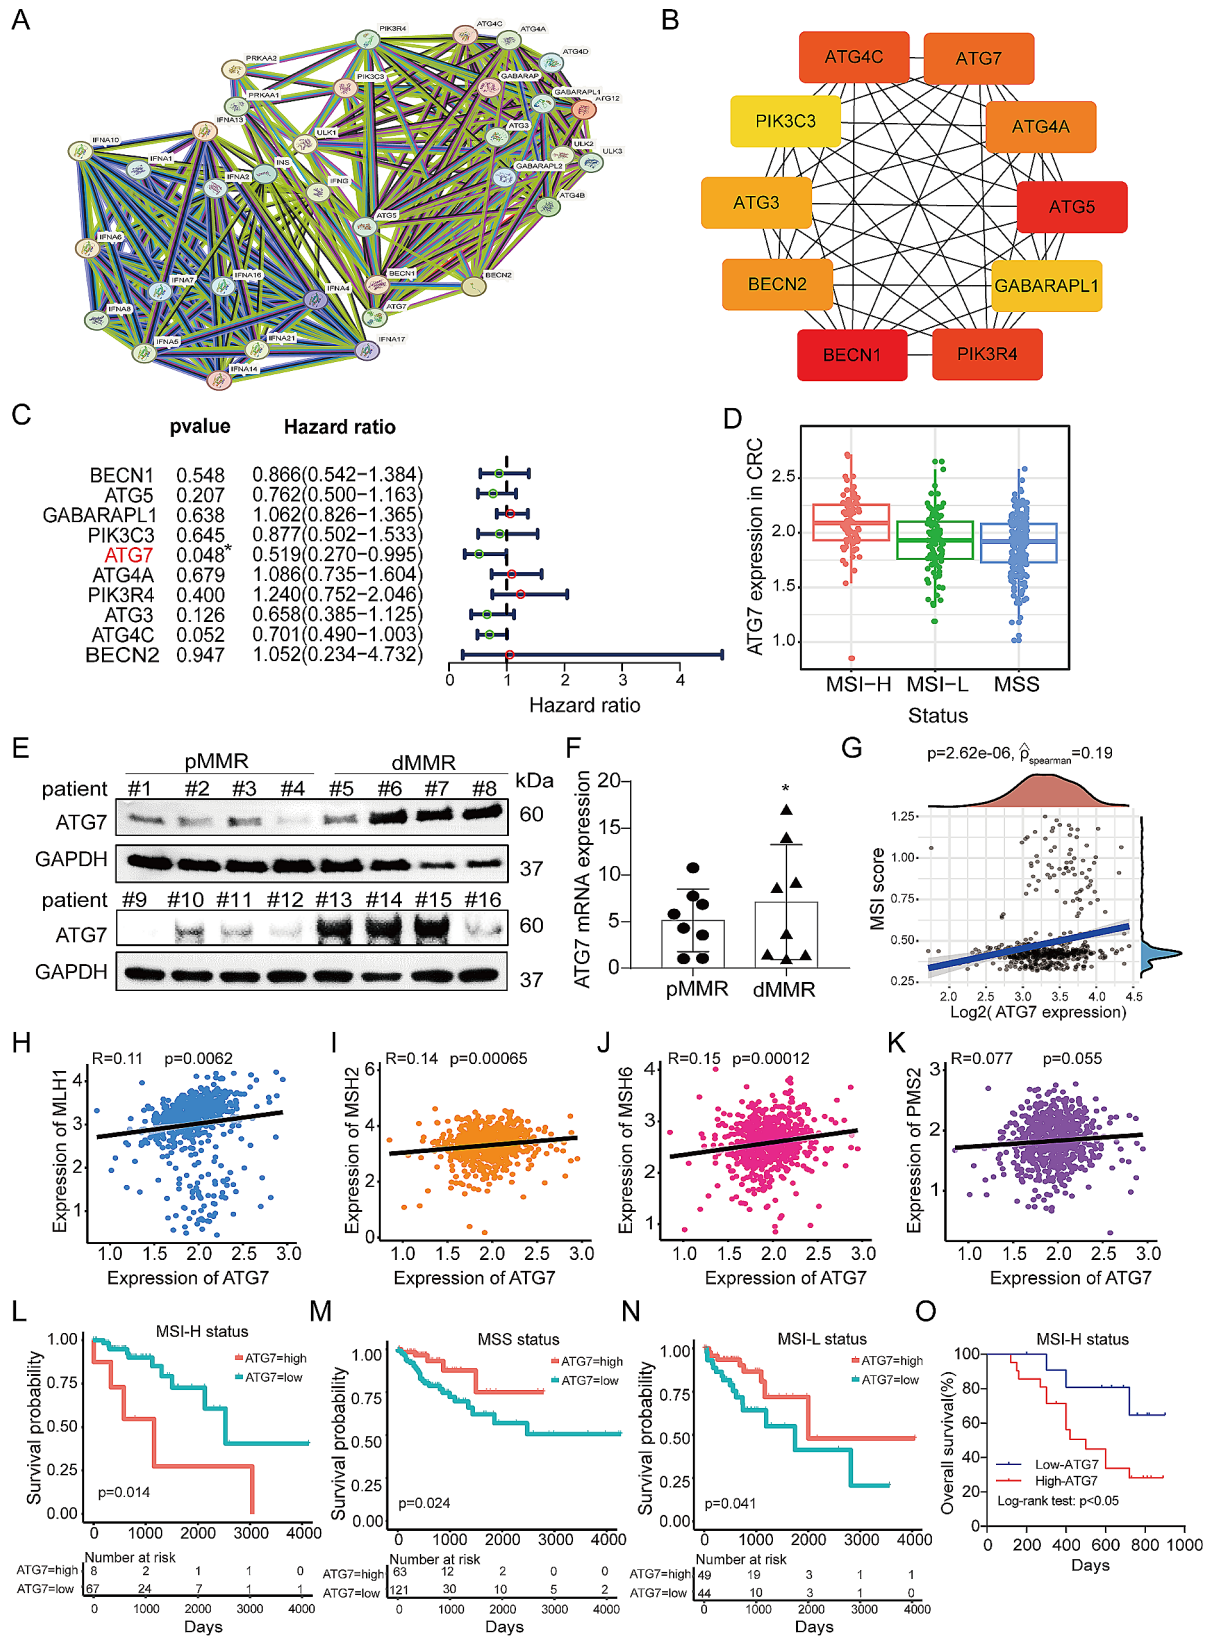 A
PIK3R4
ATG4C
ATG4A
ATG4D
PRKAA2
PIK3C3
GABARAP
GABARAPL1
ATG12
PRKAA1
IFNA13
ULK1
ATG3
ULK2
ULK3
IFNA10
IFNA1
IFNA2
INS
IFNG
GABARAPL2
ATG4B
ATG5
IFNA6
IFNA7
IFNA16
IFNA4
BECN1
BECN2
IFNA8
ATG7
IFNA5
IFNA21
IFNA17
IFNA14
B
ATG4C
ATG7
PIK3C3
ATG4A
ATG3
ATG5
BECN2
GABARAPL1
BECN1
PIK3R4
C
pvalue Hazard ratio
BECN1 0.548 0.866(0.542−1.384)
ATG5 0.207 0.762(0.500−1.163)
GABARAPL1 0.638 1.062(0.826−1.365)
PIK3C3 0.645 0.877(0.502−1.533)
ATG7 0.048* 0.519(0.270−0.995)
ATG4A 0.679 1.086(0.735−1.604)
PIK3R4 0.400 1.240(0.752−2.046)
ATG3 0.126 0.658(0.385−1.125)
ATG4C 0.052 0.701(0.490−1.003)
BECN2 0.947 1.052(0.234−4.732)
0 1 2 3 4
Hazard ratio
D
ATG7 expression in CRC
2.5
2.0
1.5
1.0
MSI−H MSI−L MSS
Status
E
pMMR dMMR
patient #1 #2 #3 #4 #5 #6 #7 #8 kDa
ATG7 60
GAPDH 37
patient #9 #10 #11 #12 #13 #14 #15 #16
ATG7 60
GAPDH 37
F
ATG7 mRNA expression
20
15
10
5
0
*
pMMR dMMR
G
p=2.62e-06, ρ̂spearman=0.19
MSI score
1.25
1.00
0.75
0.50
0.25
2.0 2.5 3.0 3.5 4.0 4.5
Log2( ATG7 expression)
H
R=0.11 p=0.0062
Expression of MLH1
4
3
2
1
1.0 1.5 2.0 2.5 3.0
Expression of ATG7
I
R=0.14 p=0.00065
Expression of MSH2
6
4
2
0
1.0 1.5 2.0 2.5 3.0
Expression of ATG7
J
R=0.15 p=0.00012
Expression of MSH6
4
3
2
1
1.0 1.5 2.0 2.5 3.0
Expression of ATG7
K
R=0.077 p=0.055
Expression of PMS2
3
2
1
1.0 1.5 2.0 2.5 3.0
Expression of ATG7
L
MSI-H status
ATG7=high
ATG7=low
Survival probability
1.00
0.75
0.50
0.25
0.00
p=0.014
0 1000 2000 3000 4000
Number at risk
ATG7=high 8 2 1 1 0
ATG7=low 67 24 7 1 1
0 1000 2000 3000 4000
Days
M
MSS status
ATG7=high
ATG7=low
Survival probability
1.00
0.75
0.50
0.25
0.00
p=0.024
0 1000 2000 3000 4000
Number at risk
ATG7=high 63 12 2 0 0
ATG7=low 121 30 10 5 2
0 1000 2000 3000 4000
Days
N
MSI-L status
ATG7=high
ATG7=low
Survival probability
1.00
0.75
0.50
0.25
0.00
p=0.041
0 1000 2000 3000 4000
Number at risk
ATG7=high 49 19 3 1 1
ATG7=low 44 10 3 1 0
0 1000 2000 3000 4000
Days
O
MSI-H status
Overall survival(%)
100
80
60
40
20
0
Low-ATG7
High-ATG7
Log-rank test: p<0.05
0 200 400 600 800 1000
Days